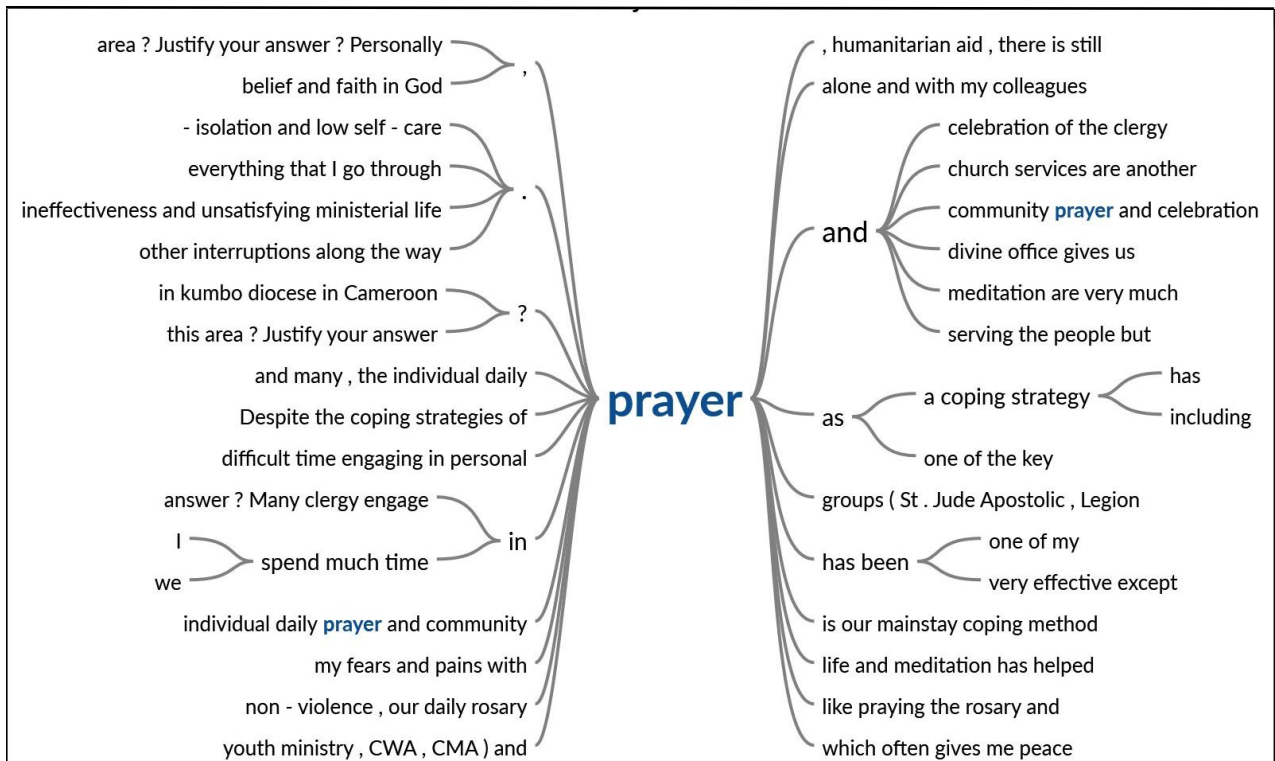 area ? Justify your answer ? Personally
belief and faith in God
,
- isolation and low self - care
everything that I go through
ineffectiveness and unsatisfying ministerial life
other interruptions along the way
.
in kumbo diocese in Cameroon
this area ? Justify your answer
?
and many , the individual daily
Despite the coping strategies of
difficult time engaging in personal
answer ? Many clergy engage
I
we
spend much time
in
individual daily prayer and community
my fears and pains with
non - violence , our daily rosary
youth ministry , CWA , CMA ) and
prayer
, humanitarian aid , there is still
alone and with my colleagues
and
celebration of the clergy
church services are another
community prayer and celebration
divine office gives us
meditation are very much
serving the people but
as
a coping strategy
has
including
one of the key
groups ( St . Jude Apostolic , Legion
has been
one of my
very effective except
is our mainstay coping method
life and meditation has helped
like praying the rosary and
which often gives me peace